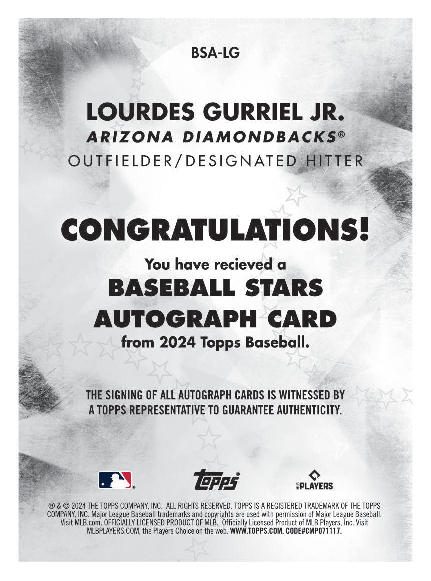 BSA-LG
LOURDES GURRIEL JR.
ARIZONA DIAMONDBACKS®
OUTFIELDER/DESIGNATED HITTER
CONGRATULATIONS!
You have recieved a
BASEBALL STARS
AUTOGRAPH CARD
from 2024 Topps Baseball.
THE SIGNING OF ALL AUTOGRAPH CARDS IS WITNESSED BY
A TOPPS REPRESENTATIVE TO GUARANTEE AUTHENTICITY.
topps
PLAYERS
® & © 2024 THE TOPPS COMPANY, INC. ALL RIGHTS RESERVED. TOPPS IS A REGISTERED TRADEMARK OF THE TOPPS
COMPANY, INC. Major League Baseball trademarks and copyrights are used with permission of Major League Baseball.
Visit MLB.com. OFFICIALLY LICENSED PRODUCT OF MLB. Officially Licensed Product of MLB Players, Inc. Visit
MLBPLAYERS.COM, the Players Choice on the web. WWW.TOPPS.COM. CODE#CMP071117.